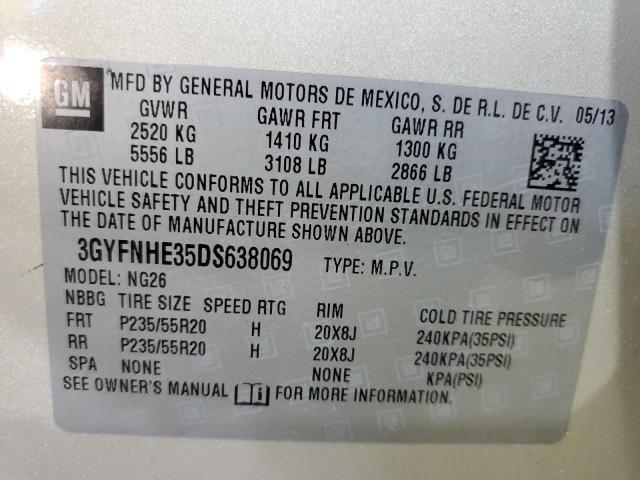 GM
MFD BY GENERAL MOTORS DE MEXICO, S. DE R.L. DE C.V. 05/13
GVWR GAWR FRT GAWR RR
2520 KG 1410 KG 1300 KG
5556 LB 3108 LB 2866 LB
THIS VEHICLE CONFORMS TO ALL APPLICABLE U.S. FEDERAL MOTOR
VEHICLE SAFETY AND THEFT PREVENTION STANDARDS IN EFFECT ON
THE DATE OF MANUFACTURE SHOWN ABOVE.
3GYFNHE35DS638069 TYPE: M.P.V.
MODEL: NG26
NBBG TIRE SIZE SPEED RTG RIM COLD TIRE PRESSURE
FRT P235/55R20 H 20X8J 240KPA(35PSI)
RR P235/55R20 H 20X8J 240KPA(35PSI)
SPA NONE NONE KPA(PSI)
SEE OWNER'S MANUAL FOR MORE INFORMATION.